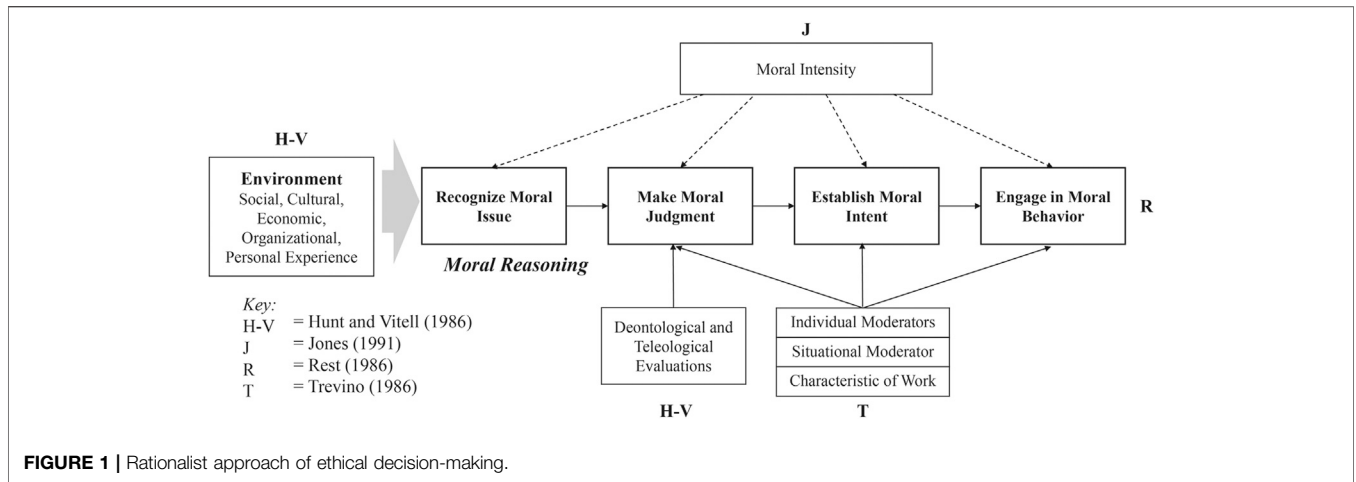 J
Moral Intensity
H-V
Environment
Social, Cultural,
Economic,
Organizational,
Personal Experience
Recognize Moral
Issue
Make Moral
Judgment
Establish Moral
Intent
Engage in Moral
Behavior
R
Moral Reasoning
Key:
H-V = Hunt and Vitell (1986)
J = Jones (1991)
R = Rest (1986)
T = Trevino (1986)
Deontological and
Teleological
Evaluations
H-V
Individual Moderators
Situational Moderator
Characteristic of Work
T
FIGURE 1 | Rationalist approach of ethical decision-making.